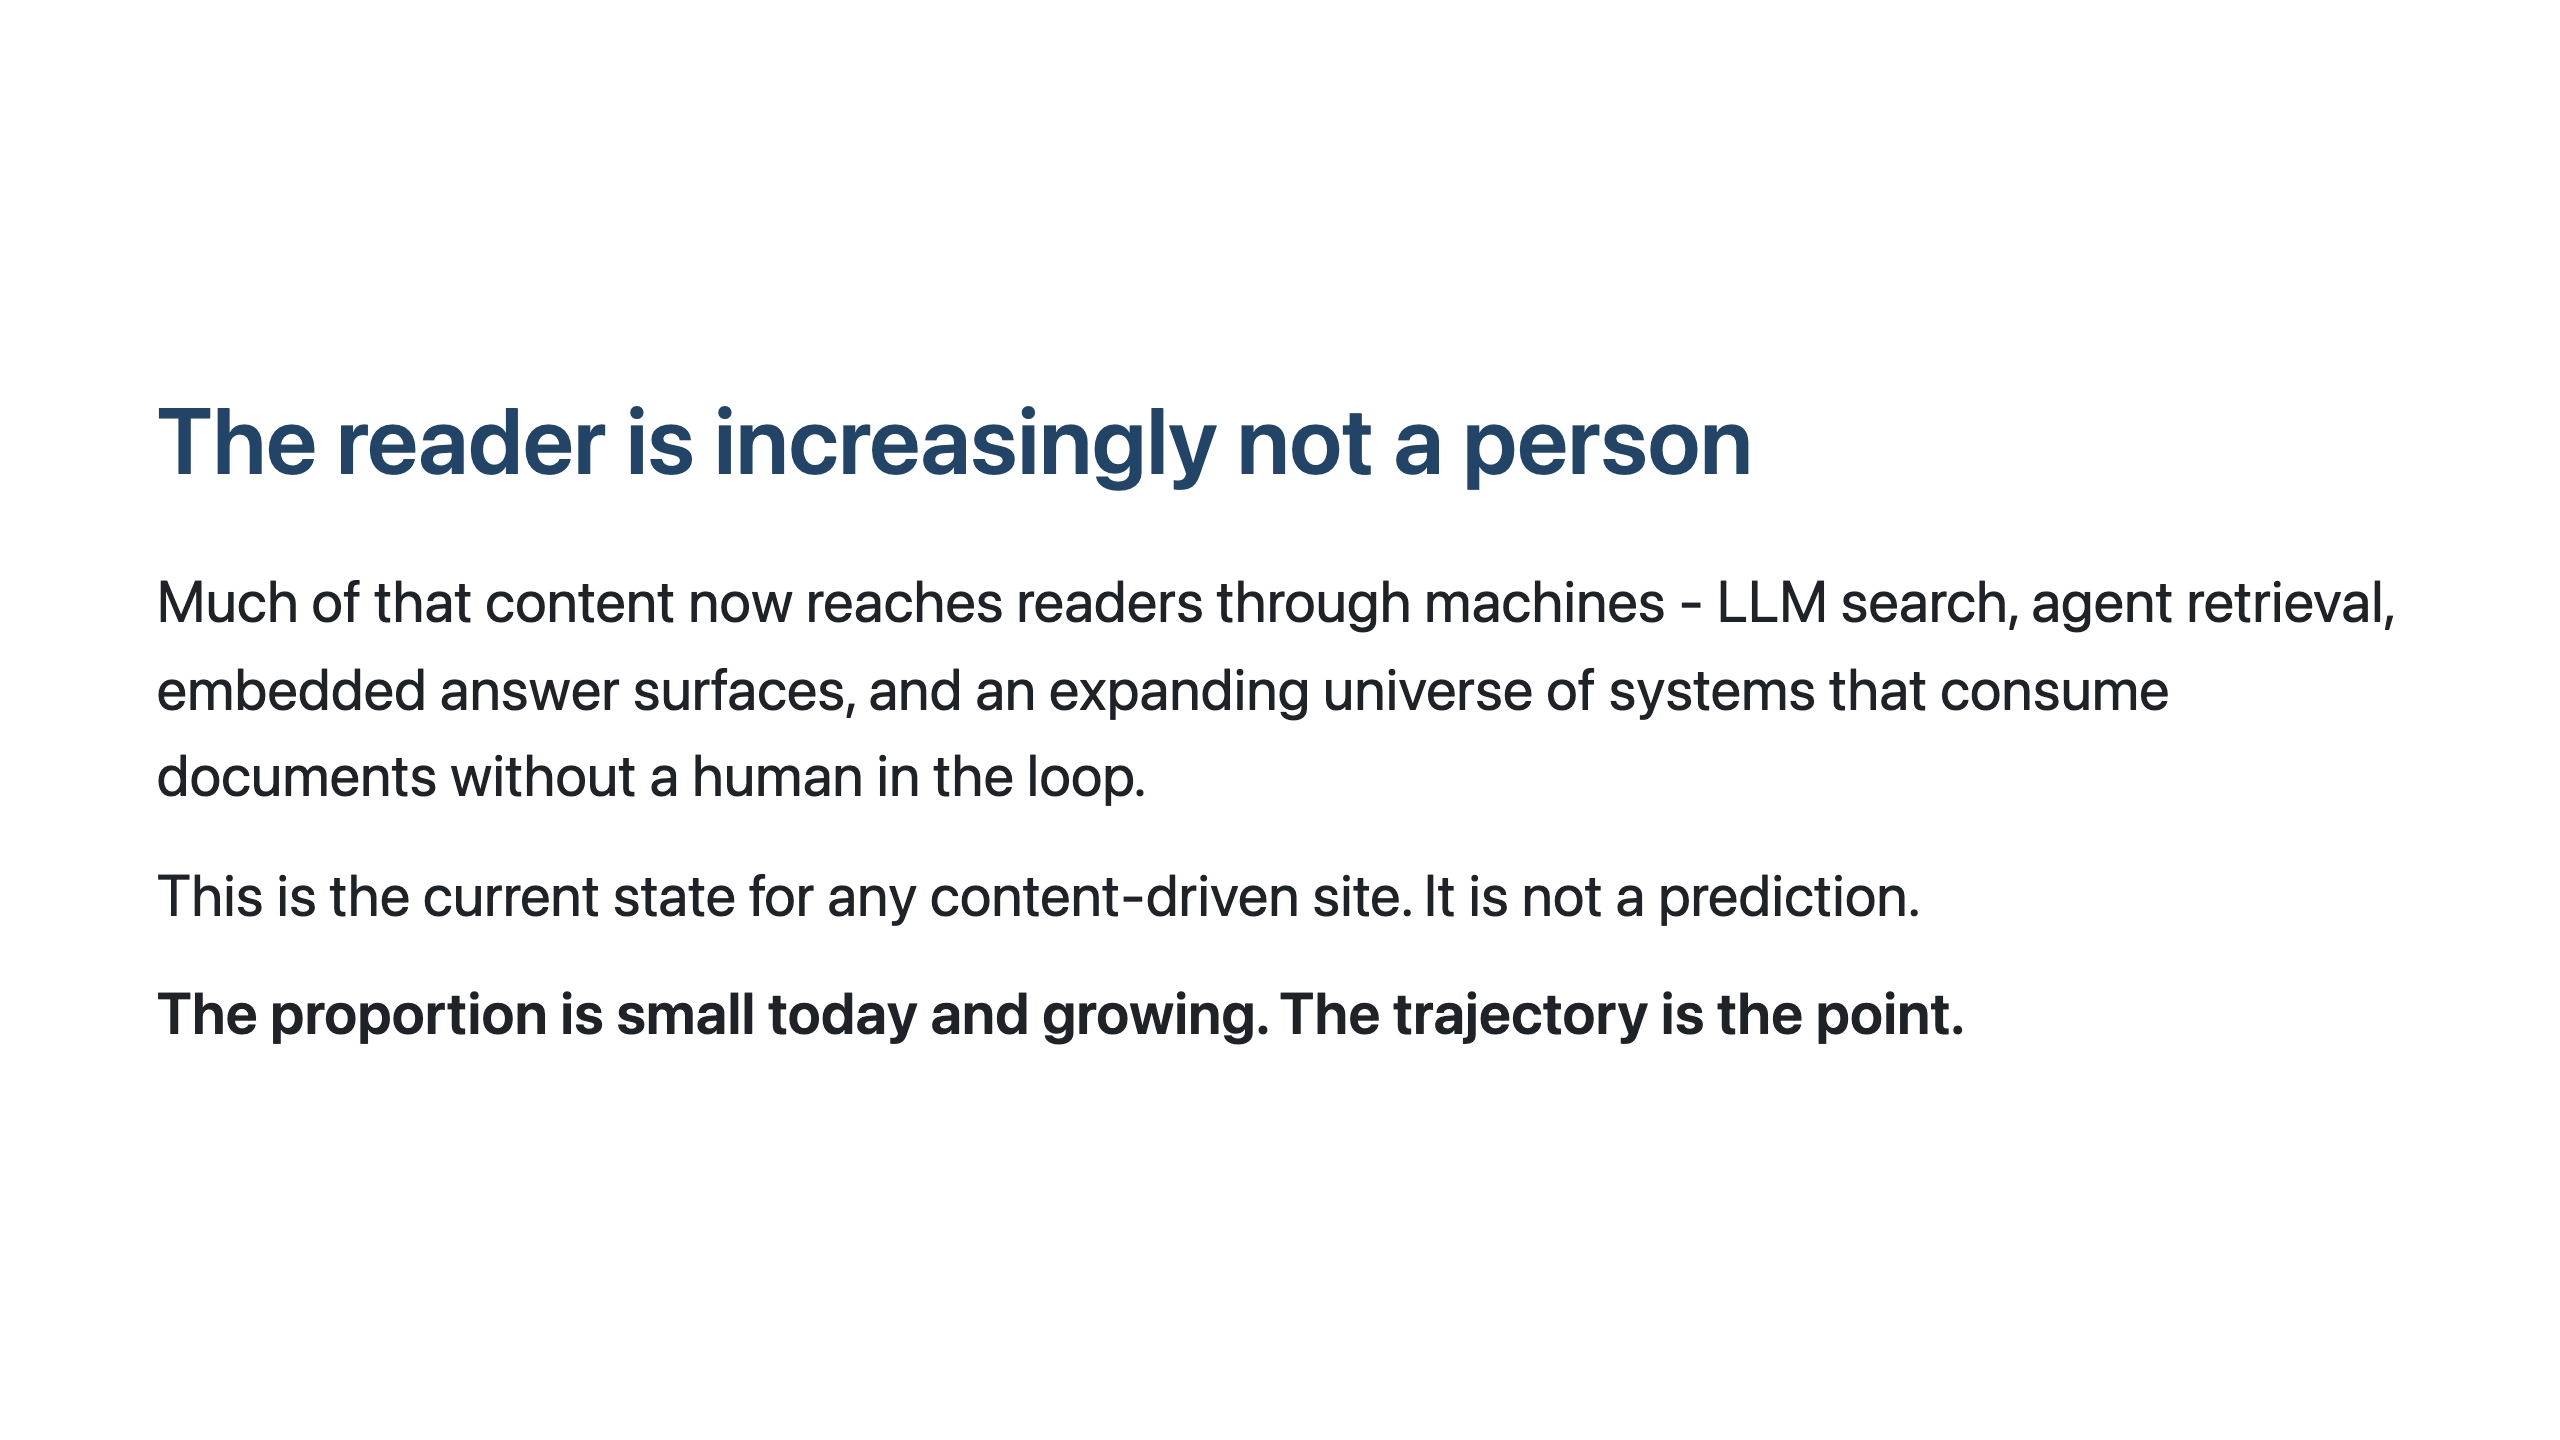 The reader is increasingly not a person
Much of that content now reaches readers through machines - LLM search, agent retrieval,
embedded answer surfaces, and an expanding universe of systems that consume
documents without a human in the loop.
This is the current state for any content-driven site. It is not a prediction.
The proportion is small today and growing. The trajectory is the point.